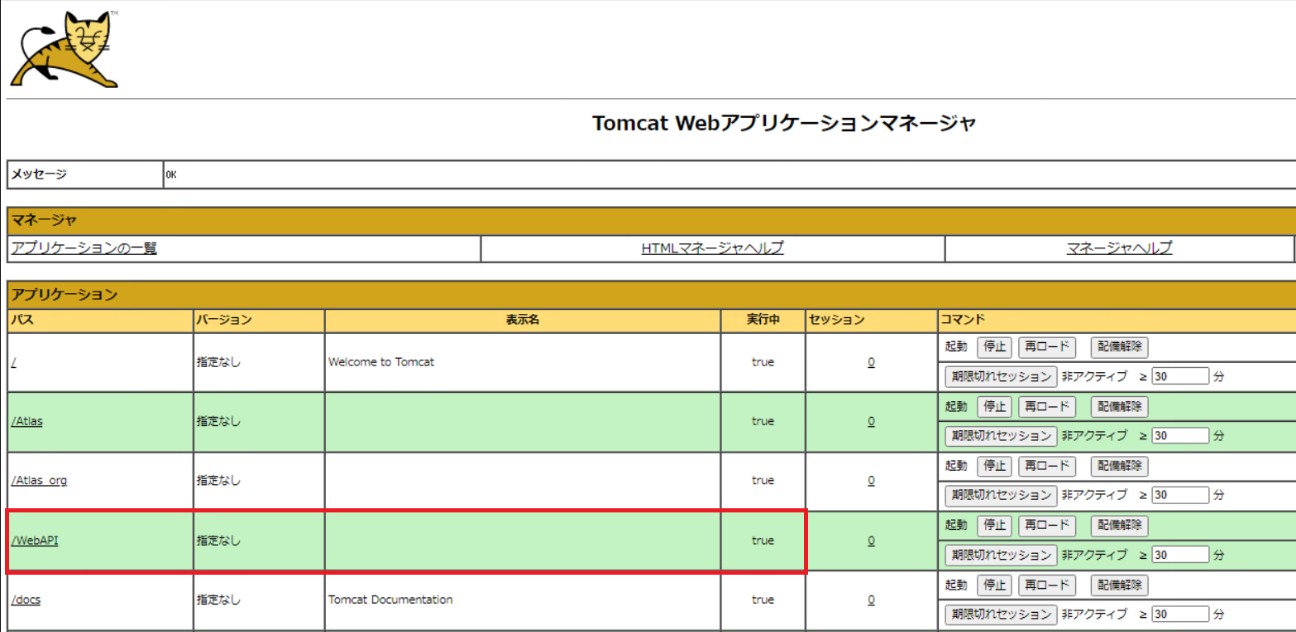 TM
Tomcat Webアプリケーションマネージャ
メッセージ OK
マネージャ
アプリケーションの一覧 HTMLマネージャヘルプ マネージャヘルプ
アプリケーション
パス バージョン 表示名 実行中 セッション コマンド
/ 指定なし Welcome to Tomcat true 0 起動 停止 再ロード 配備解除
期限切れセッション 非アクティブ ≥ 30 分
/Atlas 指定なし true 0 起動 停止 再ロード 配備解除
期限切れセッション 非アクティブ ≥ 30 分
/Atlas_org 指定なし true 0 起動 停止 再ロード 配備解除
期限切れセッション 非アクティブ ≥ 30 分
/WebAPI 指定なし true 0 起動 停止 再ロード 配備解除
期限切れセッション 非アクティブ ≥ 30 分
/docs 指定なし Tomcat Documentation true 0 起動 停止 再ロード 配備解除
期限切れセッション 非アクティブ ≥ 30 分